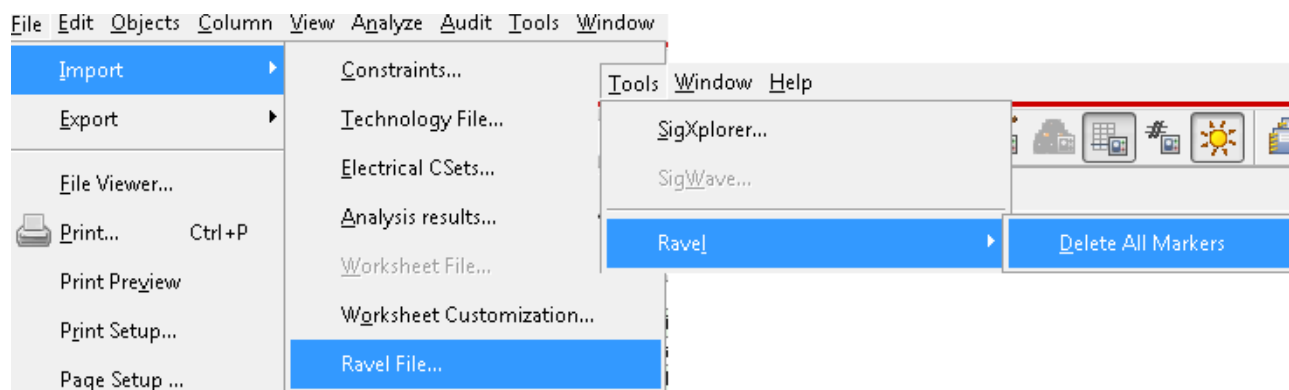 File Edit Objects Column View Analyze Audit Tools Window
Import
Export
File Viewer...
Print... Ctrl+P
Print Preview
Print Setup...
Page Setup ...
Constraints...
Technology File...
Electrical CSets...
Analysis results...
Worksheet File...
Worksheet Customization...
Ravel File...
Tools Window Help
SigXplorer...
SigWave...
Ravel
Delete All Markers